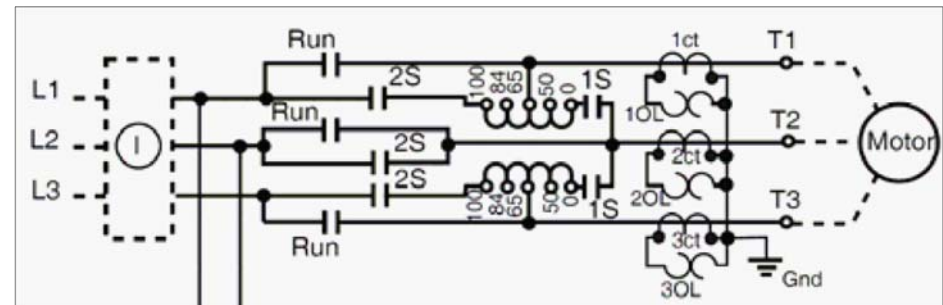 Run
1ct
T1
L1
2S
100
84
65
50
0
1S
1OL
Run
L2
I
T2
2S
2ct
Motor
L3
2S
100
84
65
50
0
1S
2OL
T3
Run
3ct
Gnd
3OL